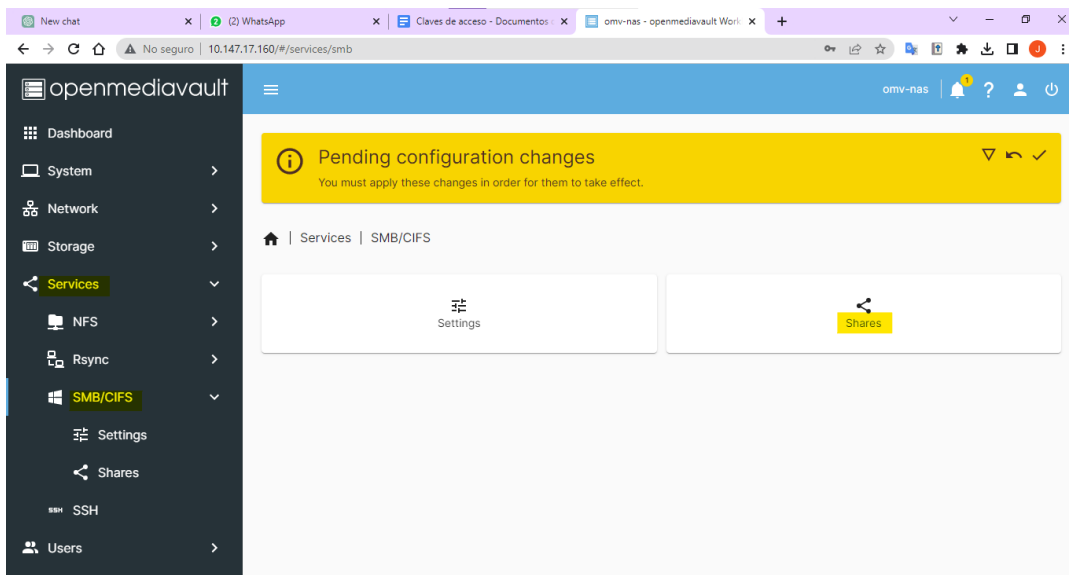 New chat
(2) WhatsApp
Claves de acceso - Documentos
omv-nas - openmediavault Work
No seguro
10.147.17.160/#/services/smb
J
openmediavault
omv-nas
1
Dashboard
System
Network
Storage
Services
NFS
Rsync
SMB/CIFS
Settings
Shares
SSH SSH
Users
Pending configuration changes
You must apply these changes in order for them to take effect.
| Services | SMB/CIFS
Settings
Shares